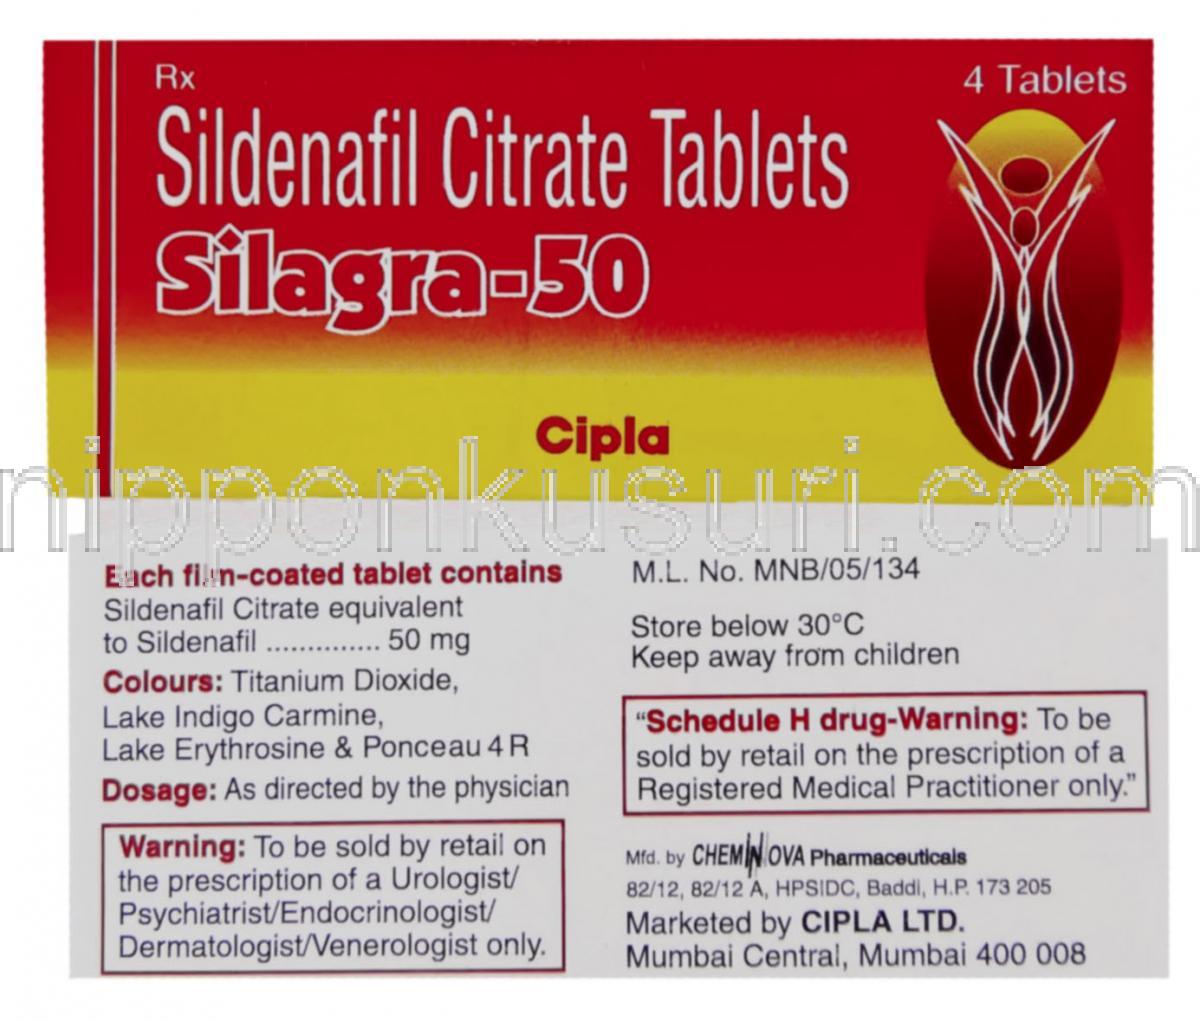 Rx
4 Tablets
Sildenafil Citrate Tablets
Silagra-50
Cipla
nipponkusuri.com
Each film-coated tablet contains
Sildenafil Citrate equivalent
to Sildenafil .............. 50 mg
Colours: Titanium Dioxide,
Lake Indigo Carmine,
Lake Erythrosine & Ponceau 4 R
Dosage: As directed by the physician
Warning: To be sold by retail on
the prescription of a Urologist/
Psychiatrist/Endocrinologist/
Dermatologist/Venerologist only.
M.L. No. MNB/05/134
Store below 30°C
Keep away from children
“Schedule H drug-Warning: To be
sold by retail on the prescription of a
Registered Medical Practitioner only.”
Mfd. by CHEMINOVA Pharmaceuticals
82/12, 82/12 A, HPSIDC, Baddi, H.P. 173 205
Marketed by CIPLA LTD.
Mumbai Central, Mumbai 400 008